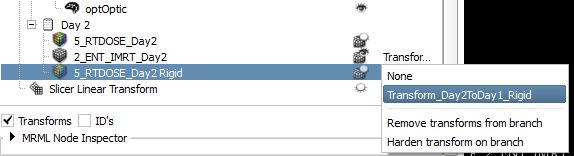 optOptic
Day 2
5_RTDOSE_Day2
2_ENT_IMRT_Day2 Transfor...
5_RTDOSE_Day2 Rigid
Slicer Linear Transform
None
Transform_Day2ToDay1_Rigid
Remove transforms from branch
Harden transform on branch
Transforms ID's
MRML Node Inspector